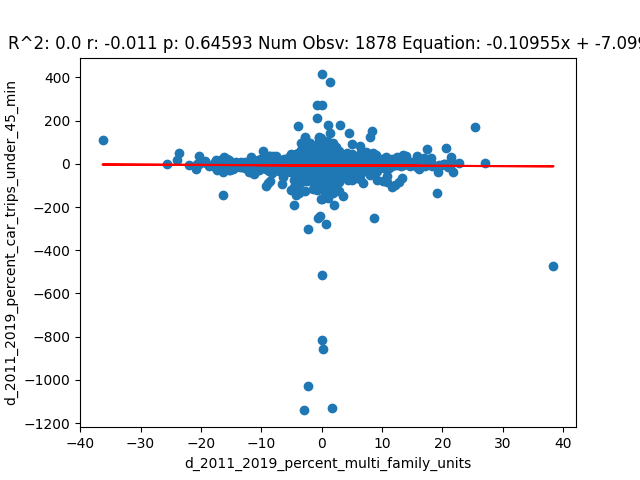 R^2: 0.0 r: -0.011 p: 0.64593 Num Obsv: 1878 Equation: -0.10955x + -7.099
400
200
0
−200
−400
−600
−800
−1000
−1200
d_2011_2019_percent_car_trips_under_45_min
−40 −30 −20 −10 0 10 20 30 40
d_2011_2019_percent_multi_family_units